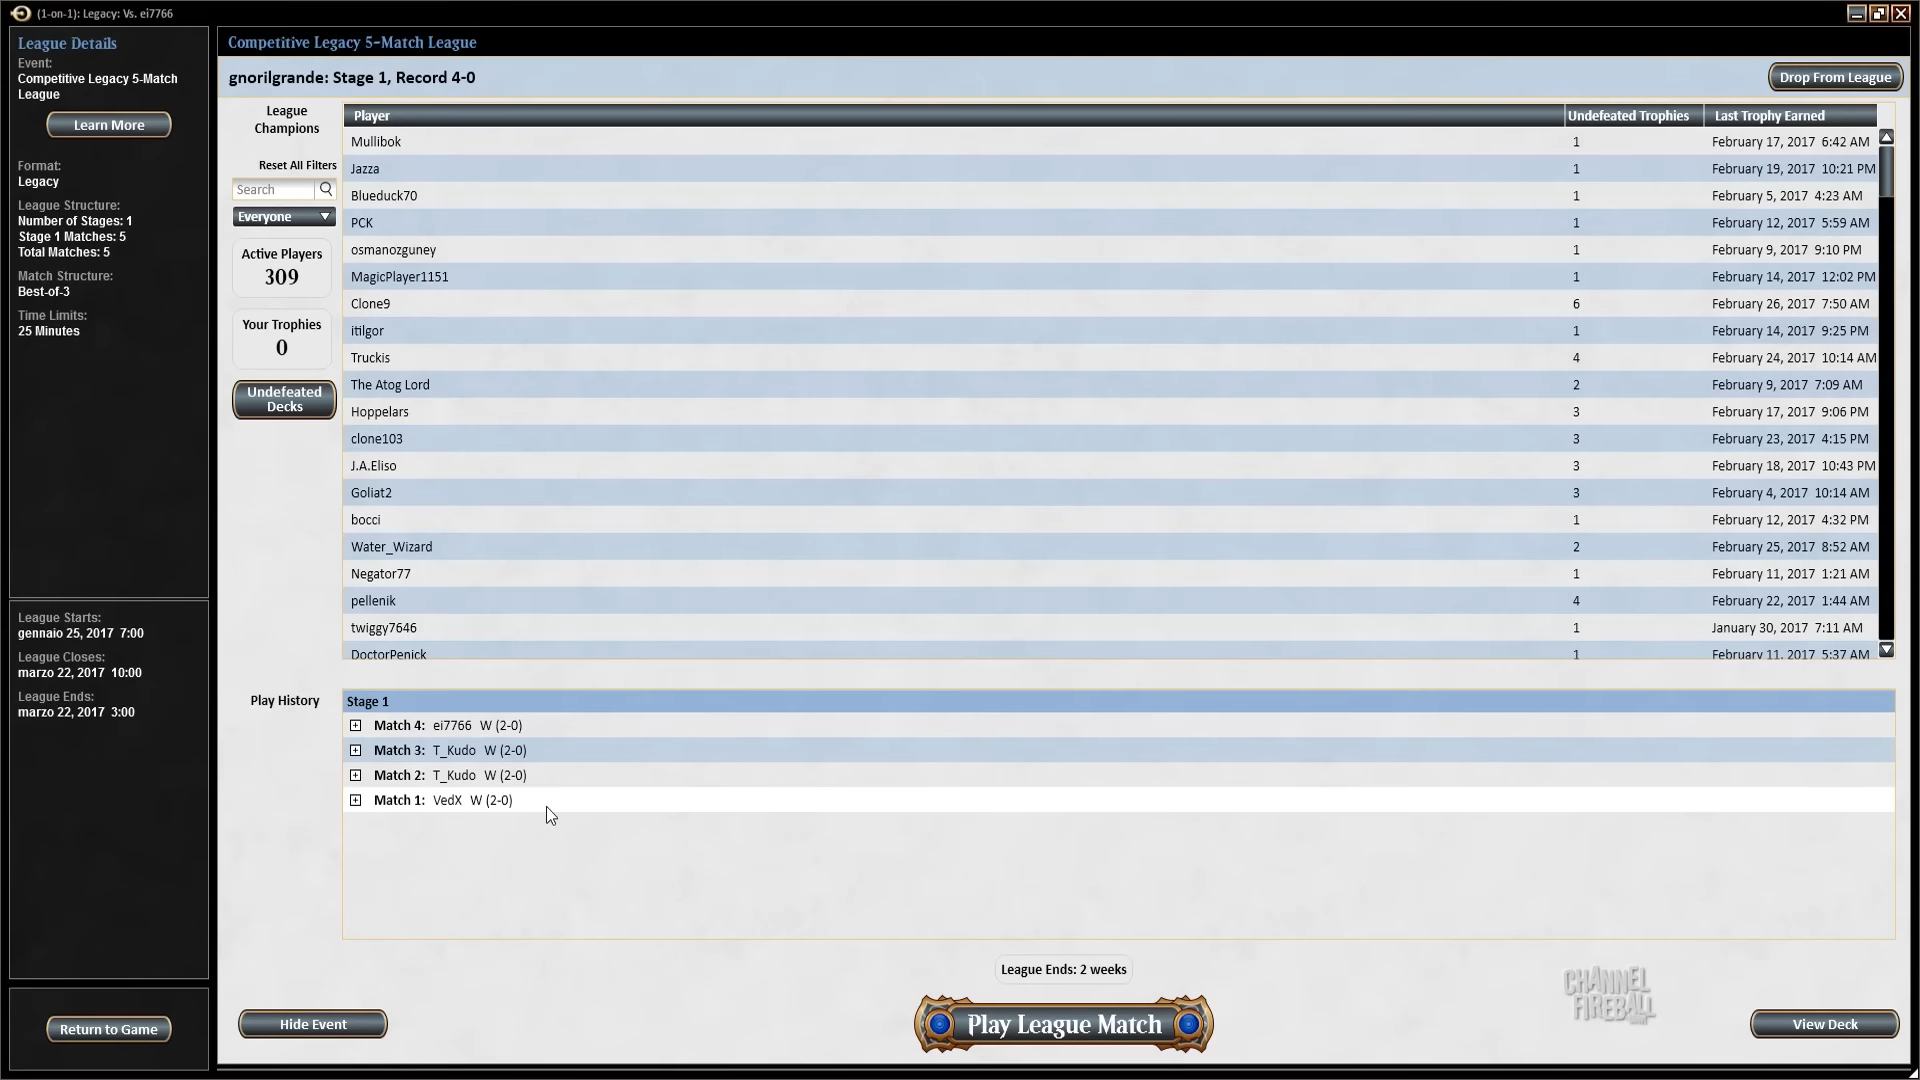 (1-on-1): Legacy: Vs. ei7766
League Details
Event:
Competitive Legacy 5-Match
League
Learn More
Format:
Legacy
League Structure:
Number of Stages: 1
Stage 1 Matches: 5
Total Matches: 5
Match Structure:
Best-of-3
Time Limits:
25 Minutes
League Starts:
gennaio 25, 2017 7:00
League Closes:
marzo 22, 2017 10:00
League Ends:
marzo 22, 2017 3:00
Return to Game
Competitive Legacy 5-Match League
gnorilgrande: Stage 1, Record 4-0
Drop From League
League
Champions
Reset All Filters
Search
Everyone
Active Players
309
Your Trophies
0
Undefeated
Decks
Player Undefeated Trophies Last Trophy Earned
Mullibok 1 February 17, 2017 6:42 AM
Jazza 1 February 19, 2017 10:21 PM
Blueduck70 1 February 5, 2017 4:23 AM
PCK 1 February 12, 2017 5:59 AM
osmanozguney 1 February 9, 2017 9:10 PM
MagicPlayer1151 1 February 14, 2017 12:02 PM
Clone9 6 February 26, 2017 7:50 AM
itilgor 1 February 14, 2017 9:25 PM
Truckis 4 February 24, 2017 10:14 AM
The Atog Lord 2 February 9, 2017 7:09 AM
Hoppelars 3 February 17, 2017 9:06 PM
clone103 3 February 23, 2017 4:15 PM
J.A.Eliso 3 February 18, 2017 10:43 PM
Goliat2 3 February 4, 2017 10:14 AM
bocci 1 February 12, 2017 4:32 PM
Water_Wizard 2 February 25, 2017 8:52 AM
Negator77 1 February 11, 2017 1:21 AM
pellenik 4 February 22, 2017 1:44 AM
twiggy7646 1 January 30, 2017 7:11 AM
DoctorPenick 1 February 11, 2017 5:37 AM
Play History
Stage 1
Match 4: ei7766 W (2-0)
Match 3: T_Kudo W (2-0)
Match 2: T_Kudo W (2-0)
Match 1: VedX W (2-0)
League Ends: 2 weeks
Hide Event
Play League Match
CHANNEL
FIREBALL
View Deck